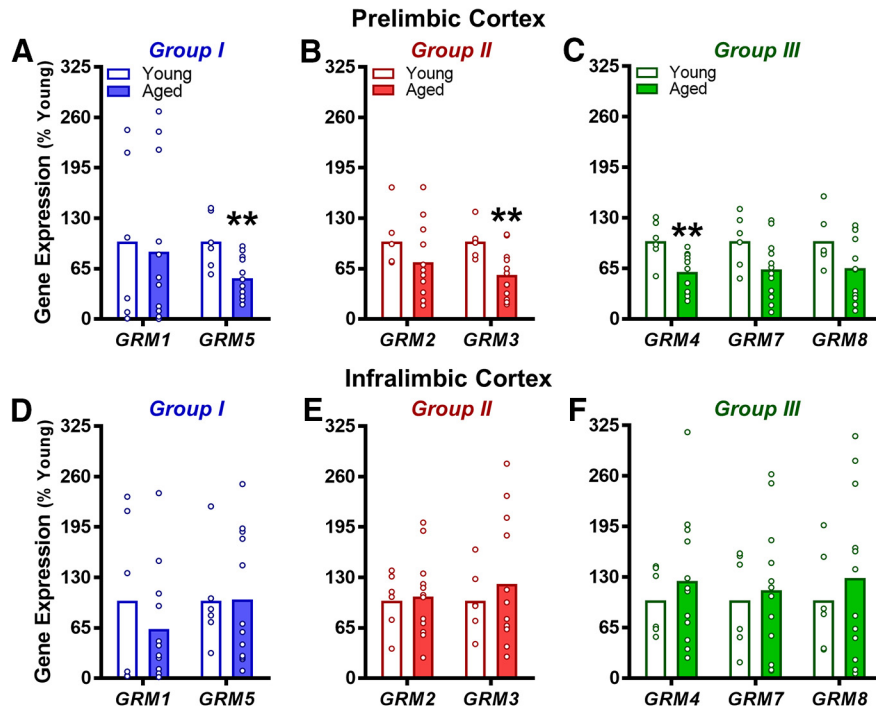 Prelimbic Cortex
A Group I
B Group II
C Group III
Gene Expression (% Young)
325
260
195
130
65
0
Young
Aged
**
GRM1 GRM5
325
260
195
130
65
0
Young
Aged
**
GRM2 GRM3
325
260
195
130
65
0
Young
Aged
**
GRM4 GRM7 GRM8
Infralimbic Cortex
D Group I
E Group II
F Group III
Gene Expression (% Young)
325
260
195
130
65
0
GRM1 GRM5
325
260
195
130
65
0
GRM2 GRM3
325
260
195
130
65
0
GRM4 GRM7 GRM8